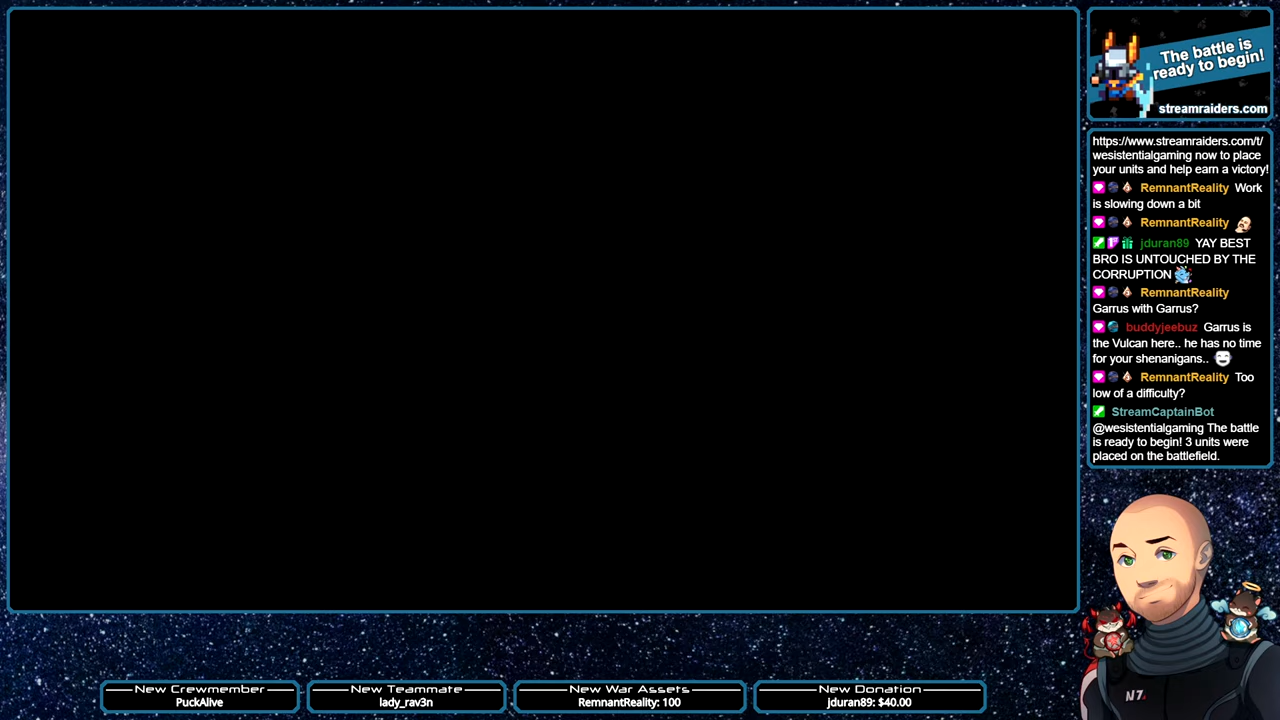 The battle is
ready to begin!
streamraiders.com
https://www.streamraiders.com/t/
wesistentialgaming now to place
your units and help earn a victory!
RemnantReality Work
is slowing down a bit
RemnantReality
jduran89 YAY BEST
BRO IS UNTOUCHED BY THE
CORRUPTION
RemnantReality
Garrus with Garrus?
buddyjeebuz Garrus is
the Vulcan here.. he has no time
for your shenanigans..
RemnantReality Too
low of a difficulty?
StreamCaptainBot
@wesistentialgaming The battle
is ready to begin! 3 units were
placed on the battlefield.
N7
New Crewmember
PuckAlive
New Teammate
lady_rav3n
New War Assets
RemnantReality: 100
New Donation
jduran89: $40.00